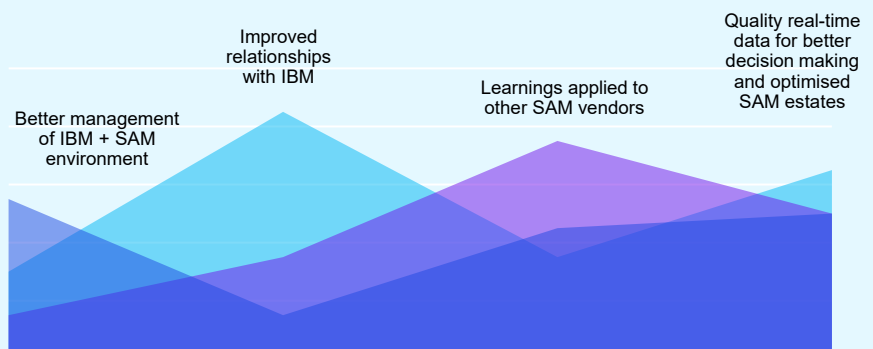 Better management
of IBM + SAM
environment
Improved
relationships
with IBM
Learnings applied to
other SAM vendors
Quality real-time
data for better
decision making
and optimised
SAM estates